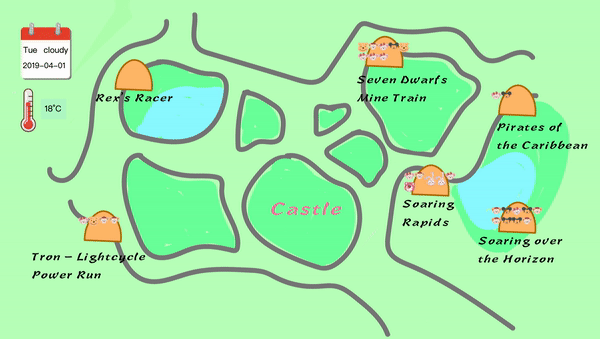 Tue cloudy
2019-04-01
18°C
Rex's Racer
Seven Dwarfs
Mine Train
Pirates of
the Caribbean
Castle
Soaring
Rapids
Soaring over
the Horizon
Tron – Lightcycle
Power Run